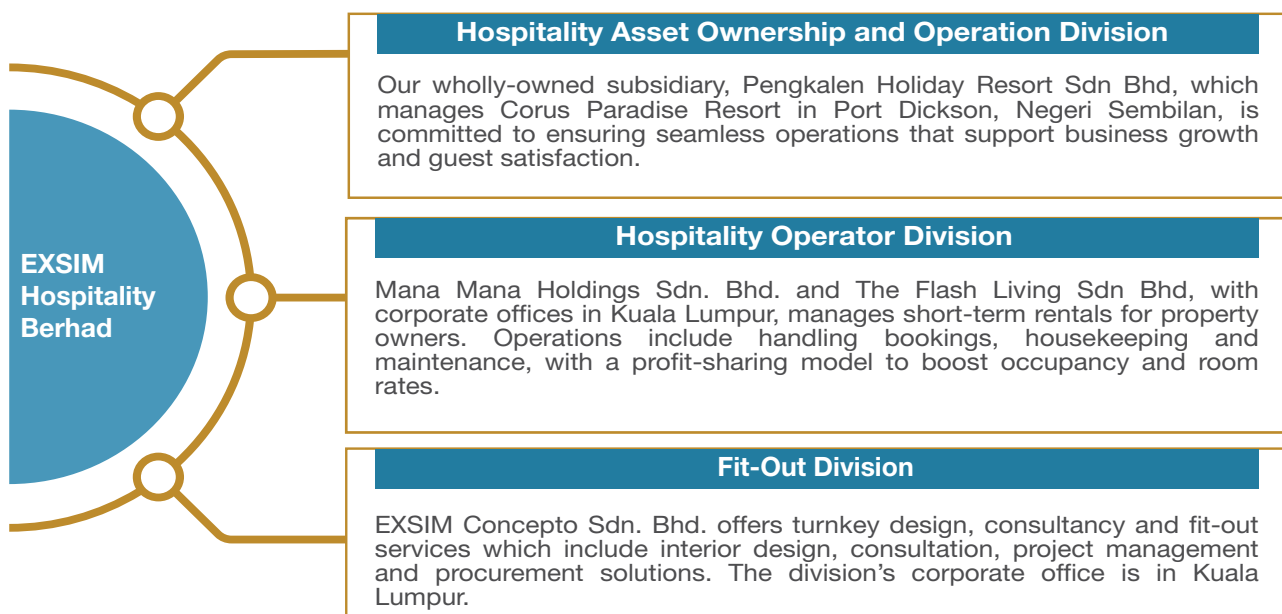 Hospitality Asset Ownership and Operation Division
Our wholly-owned subsidiary, Pengkalen Holiday Resort Sdn Bhd, which
manages Corus Paradise Resort in Port Dickson, Negeri Sembilan, is
committed to ensuring seamless operations that support business growth
and guest satisfaction.
EXSIM
Hospitality
Berhad
Hospitality Operator Division
Mana Mana Holdings Sdn. Bhd. and The Flash Living Sdn Bhd, with
corporate offices in Kuala Lumpur, manages short-term rentals for property
owners. Operations include handling bookings, housekeeping and
maintenance, with a profit-sharing model to boost occupancy and room
rates.
Fit-Out Division
EXSIM Concepto Sdn. Bhd. offers turnkey design, consultancy and fit-out
services which include interior design, consultation, project management
and procurement solutions. The division's corporate office is in Kuala
Lumpur.